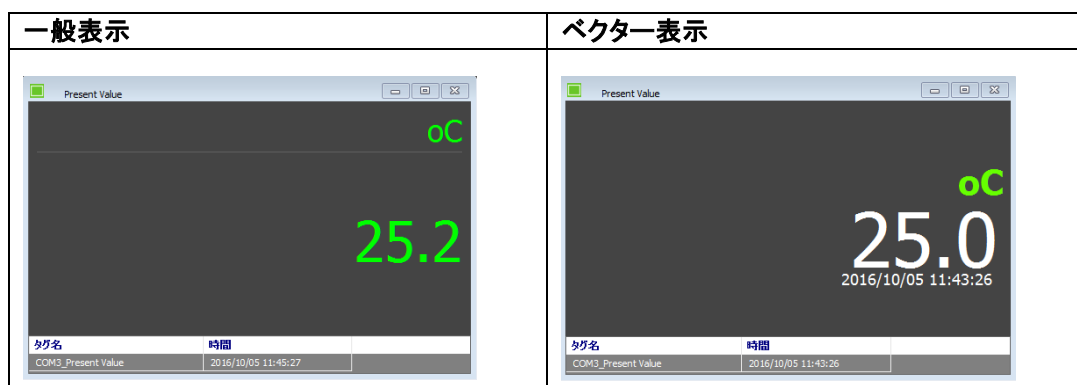 一般表示
ベクター表示
Present Value
oC
25.2
タグ名 時間
COM3_Present Value 2016/10/05 11:45:27
Present Value
oC
25.0
2016/10/05 11:43:26
タグ名 時間
COM3_Present Value 2016/10/05 11:43:26